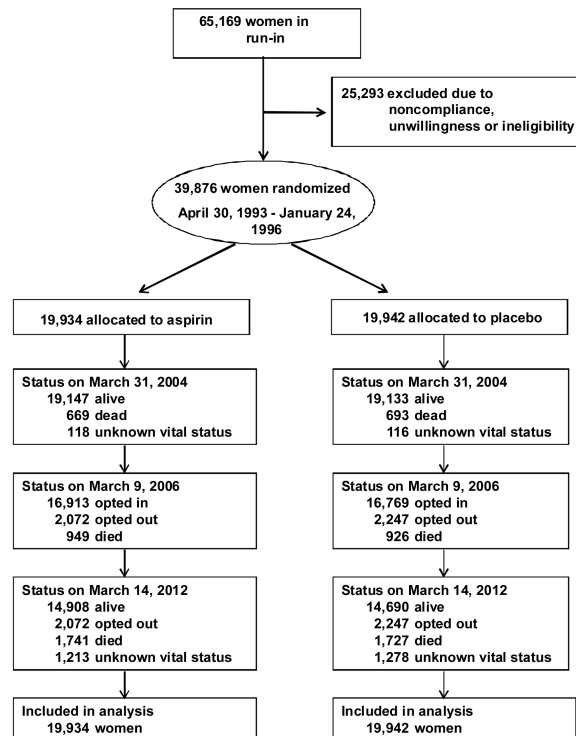 65,169 women in
run-in
25,293 excluded due to
noncompliance,
unwillingness or ineligibility
39,876 women randomized
April 30, 1993 - January 24,
1996
19,934 allocated to aspirin
Status on March 31, 2004
19,147 alive
669 dead
118 unknown vital status
Status on March 9, 2006
16,913 opted in
2,072 opted out
949 died
Status on March 14, 2012
14,908 alive
2,072 opted out
1,741 died
1,213 unknown vital status
Included in analysis
19,934 women
19,942 allocated to placebo
Status on March 31, 2004
19,133 alive
693 dead
116 unknown vital status
Status on March 9, 2006
16,769 opted in
2,247 opted out
926 died
Status on March 14, 2012
14,690 alive
2,247 opted out
1,727 died
1,278 unknown vital status
Included in analysis
19,942 women